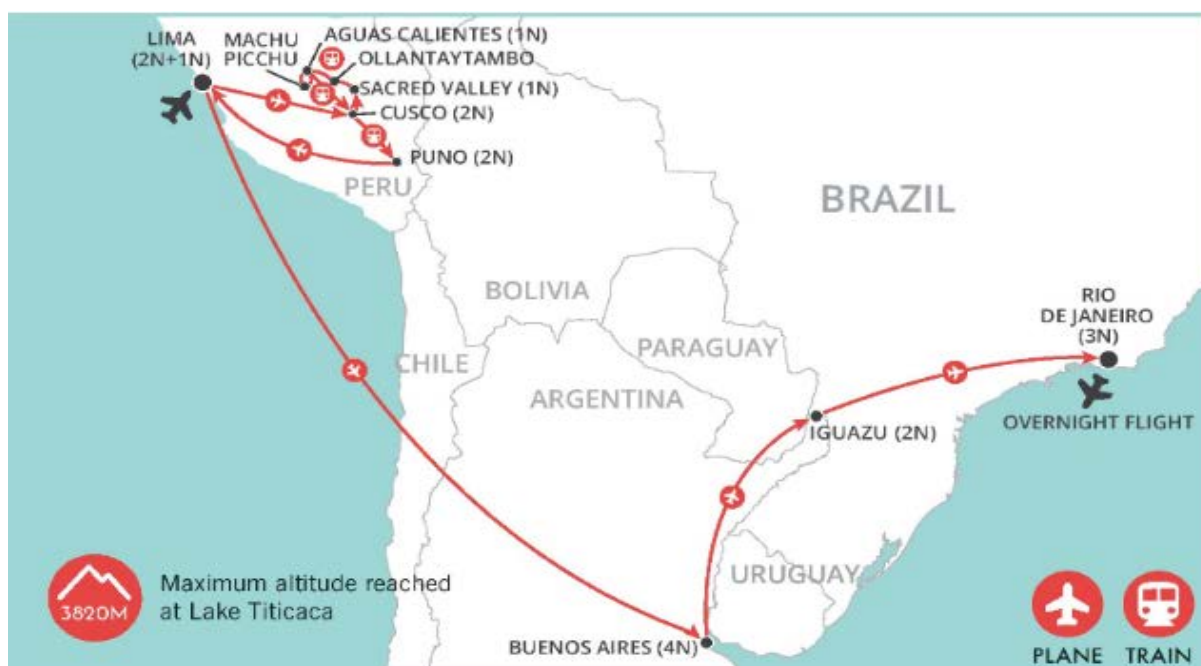 LIMA
(2N+1N)
MACHU
PICCHU
AGUAS CALIENTES (1N)
OLLANTAYTAMBO
SACRED VALLEY (1N)
CUSCO (2N)
PUNO (2N)
PERU
BRAZIL
BOLIVIA
PARAGUAY
CHILE
ARGENTINA
RIO
DE JANEIRO
(3N)
OVERNIGHT FLIGHT
IGUAZU (2N)
URUGUAY
BUENOS AIRES (4N)
3820M
Maximum altitude reached
at Lake Titicaca
PLANE
TRAIN